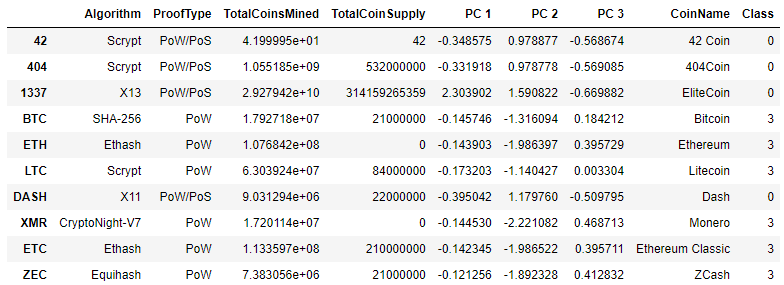 Algorithm ProofType TotalCoinsMined TotalCoinSupply PC 1 PC 2 PC 3 CoinName Class
42 Scrypt PoW/PoS 4.199995e+01 42 -0.348575 0.978877 -0.568674 42 Coin 0
404 Scrypt PoW/PoS 1.055185e+09 532000000 -0.331918 0.978778 -0.569085 404Coin 0
1337 X13 PoW/PoS 2.927942e+10 314159265359 2.303902 1.590822 -0.669882 EliteCoin 0
BTC SHA-256 PoW 1.792718e+07 21000000 -0.145746 -1.316094 0.184212 Bitcoin 3
ETH Ethash PoW 1.076842e+08 0 -0.143903 -1.986397 0.395729 Ethereum 3
LTC Scrypt PoW 6.303924e+07 84000000 -0.173203 -1.140427 0.003304 Litecoin 3
DASH X11 PoW/PoS 9.031294e+06 22000000 -0.395042 1.179760 -0.509795 Dash 0
XMR CryptoNight-V7 PoW 1.720114e+07 0 -0.144530 -2.221082 0.468713 Monero 3
ETC Ethash PoW 1.133597e+08 210000000 -0.142345 -1.986522 0.395711 Ethereum Classic 3
ZEC Equihash PoW 7.383056e+06 21000000 -0.121256 -1.892328 0.412832 ZCash 3